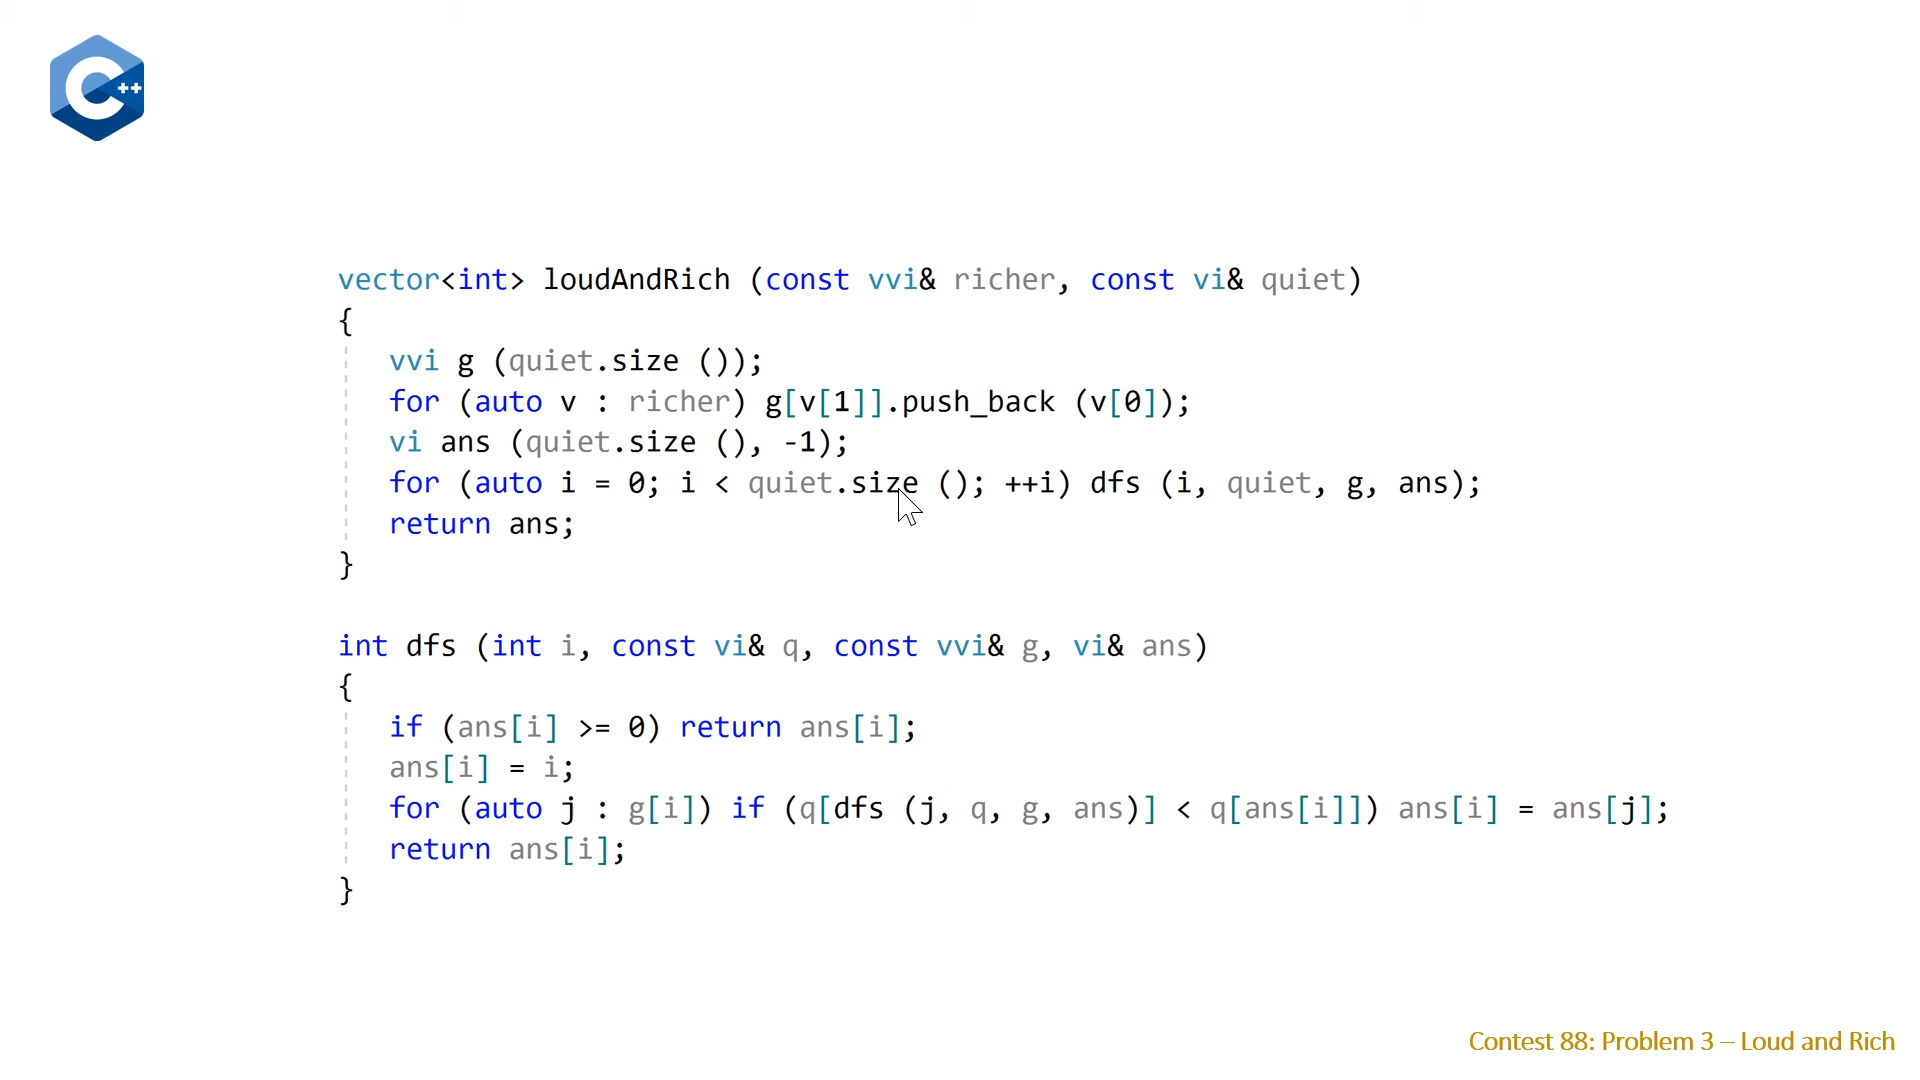 C++
vector<int> loudAndRich (const vvi& richer, const vi& quiet)
{
vvi g (quiet.size ());
for (auto v : richer) g[v[1]].push_back (v[0]);
vi ans (quiet.size (), -1);
for (auto i = 0; i < quiet.size (); ++i) dfs (i, quiet, g, ans);
return ans;
}
int dfs (int i, const vi& q, const vvi& g, vi& ans)
{
if (ans[i] >= 0) return ans[i];
ans[i] = i;
for (auto j : g[i]) if (q[dfs (j, q, g, ans)] < q[ans[i]]) ans[i] = ans[j];
return ans[i];
}
Contest 88: Problem 3 – Loud and Rich